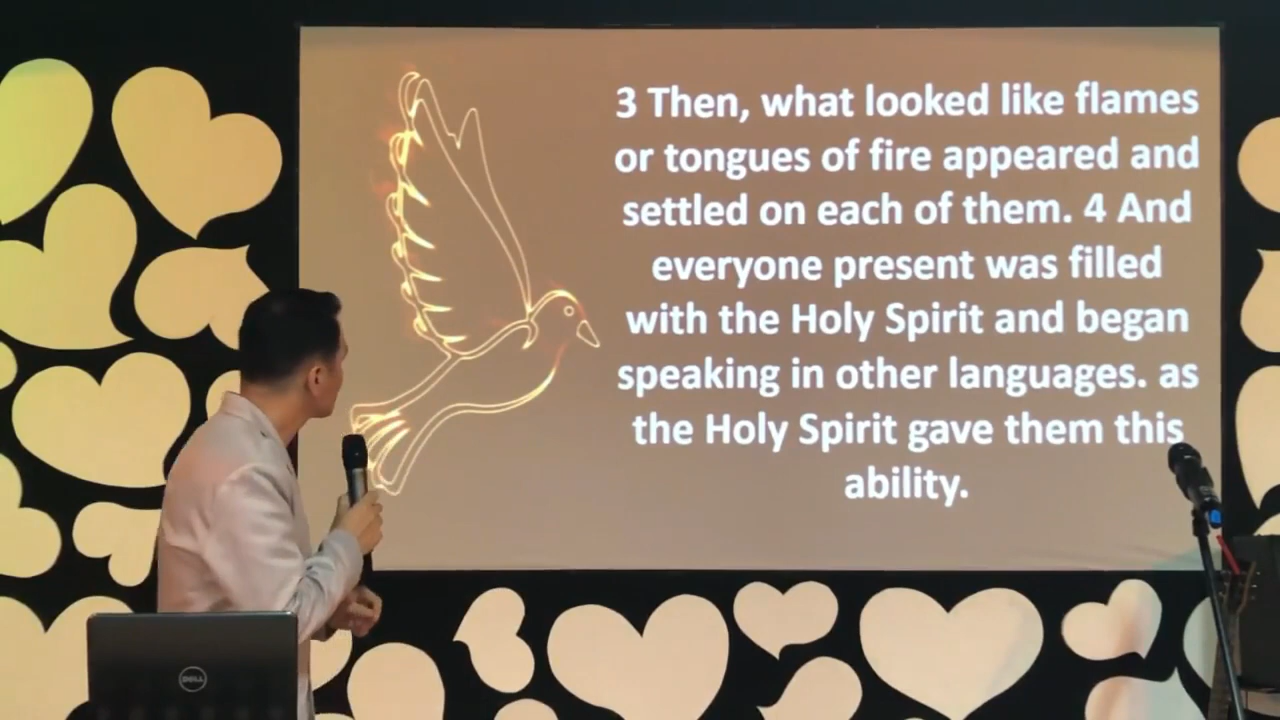 3 Then, what looked like flames
or tongues of fire appeared and
settled on each of them. 4 And
everyone present was filled
with the Holy Spirit and began
speaking in other languages. as
the Holy Spirit gave them this
ability.
DELL